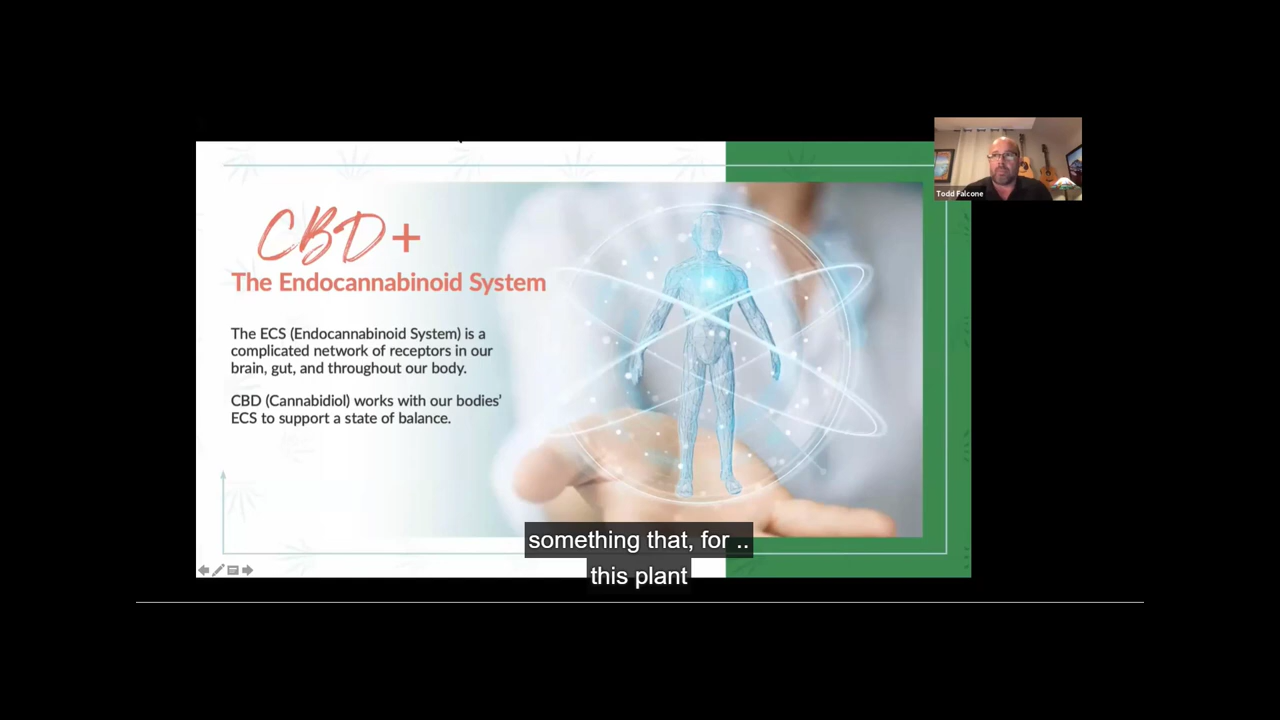 CBD+
The Endocannabinoid System
The ECS (Endocannabinoid System) is a
complicated network of receptors in our
brain, gut, and throughout our body.
CBD (Cannabidiol) works with our bodies'
ECS to support a state of balance.
Todd Falcone
something that, for ..
this plant